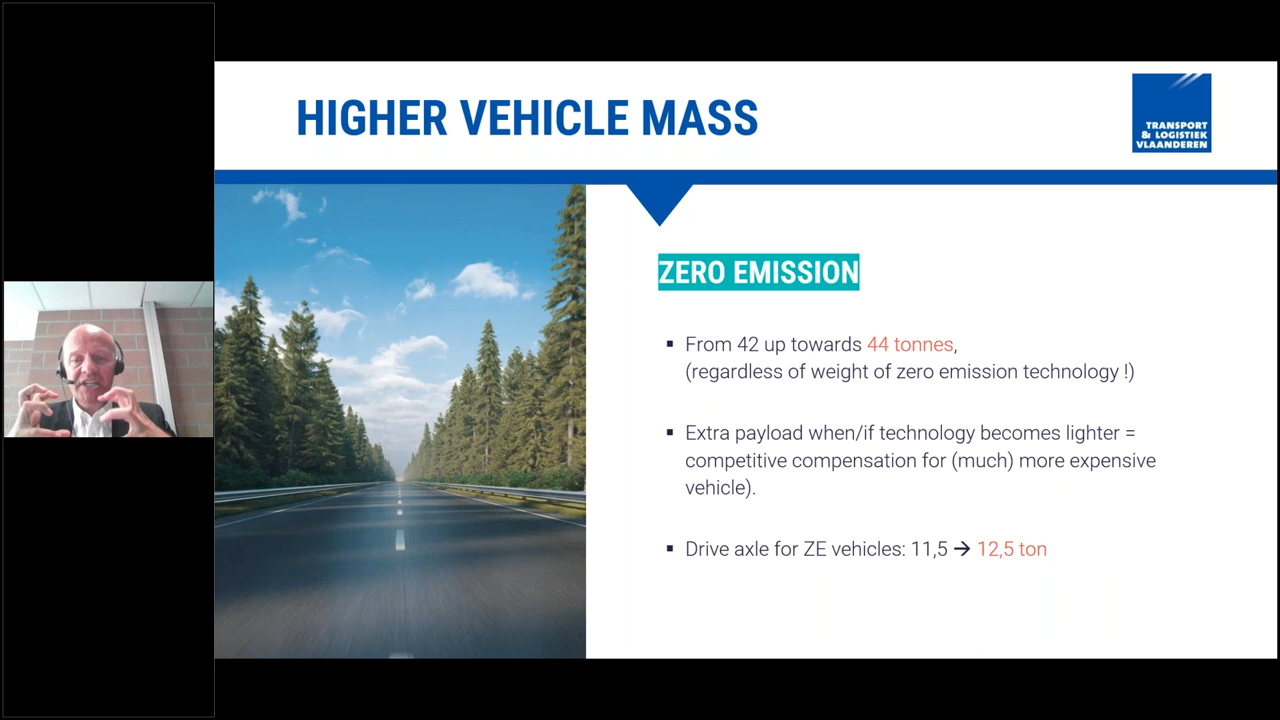 HIGHER VEHICLE MASS
TRANSPORT
& LOGISTIEK
VLAANDEREN
ZERO EMISSION
▪ From 42 up towards 44 tonnes,
(regardless of weight of zero emission technology !)
▪ Extra payload when/if technology becomes lighter =
competitive compensation for (much) more expensive
vehicle).
▪ Drive axle for ZE vehicles: 11,5 → 12,5 ton